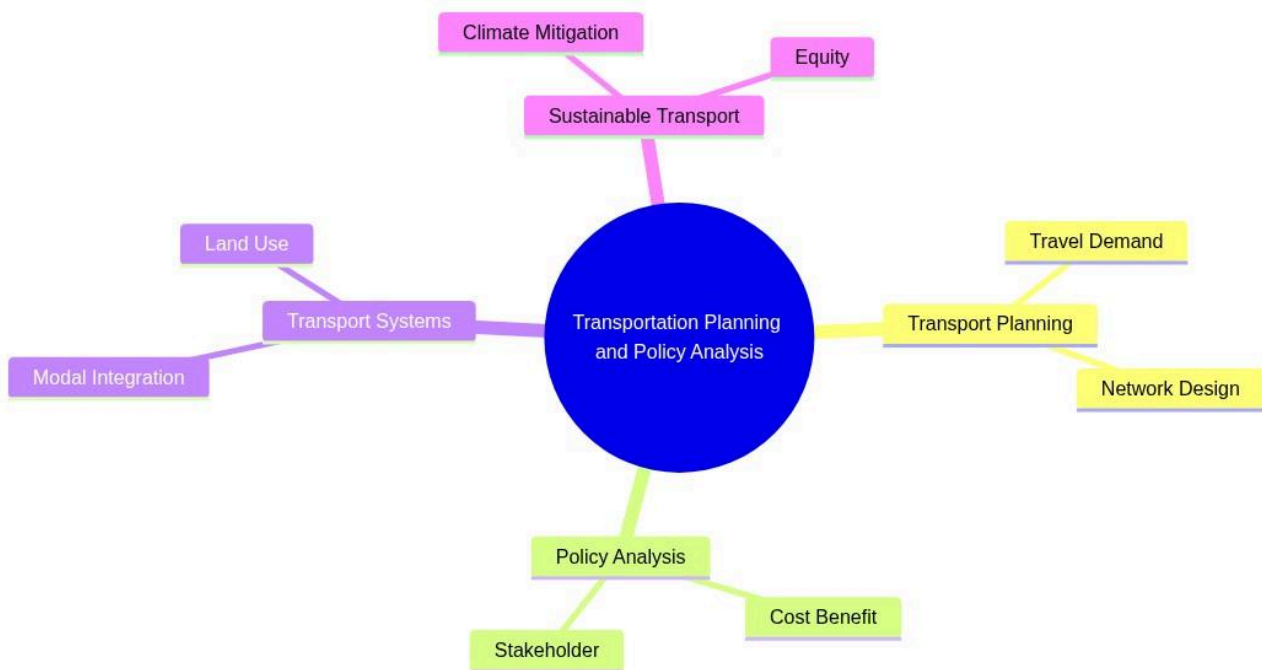 Climate Mitigation
Equity
Sustainable Transport
Land Use
Travel Demand
Transport Systems
Transportation Planning
and Policy Analysis
Transport Planning
Modal Integration
Network Design
Policy Analysis
Cost Benefit
Stakeholder